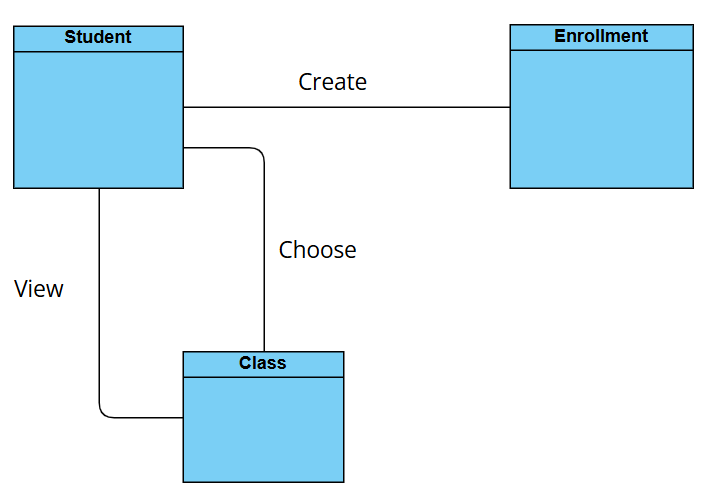 Student
Enrollment
Create
Choose
View
Class